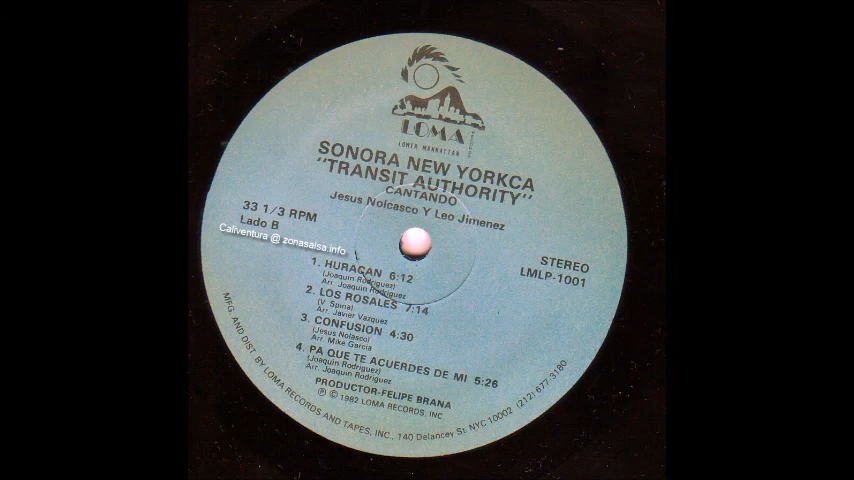 LOMA
LOWER MANHATTAN
SONORA NEW YORKCA
"TRANSIT AUTHORITY"
CANTANDO
Jesus Nolcasco Y Leo Jimenez
33 1/3 RPM
Lado B
Caliventura @ zonasalsa.info
STEREO
LMLP-1001
1. HURACAN 6:12
(Joaquin Rodriguez)
Arr. Joaquin Rodriguez
2. LOS ROSALES 7:14
(V Spina)
Arr. Javier Vazquez
3. CONFUSION 4:30
(Jesus Nolasco)
Arr. Mike Garcia
4. PA QUE TE ACUERDES DE MI 5:26
(Joaquin Rodriguez)
Arr. Joaquin Rodriguez
PRODUCTOR-FELIPE BRANA
Ⓟ © 1982 LOMA RECORDS, INC
MFG. AND DIST. BY LOMA RECORDS AND TAPES, INC., 140 Delancey St. NYC 10002 (212) 677-3180